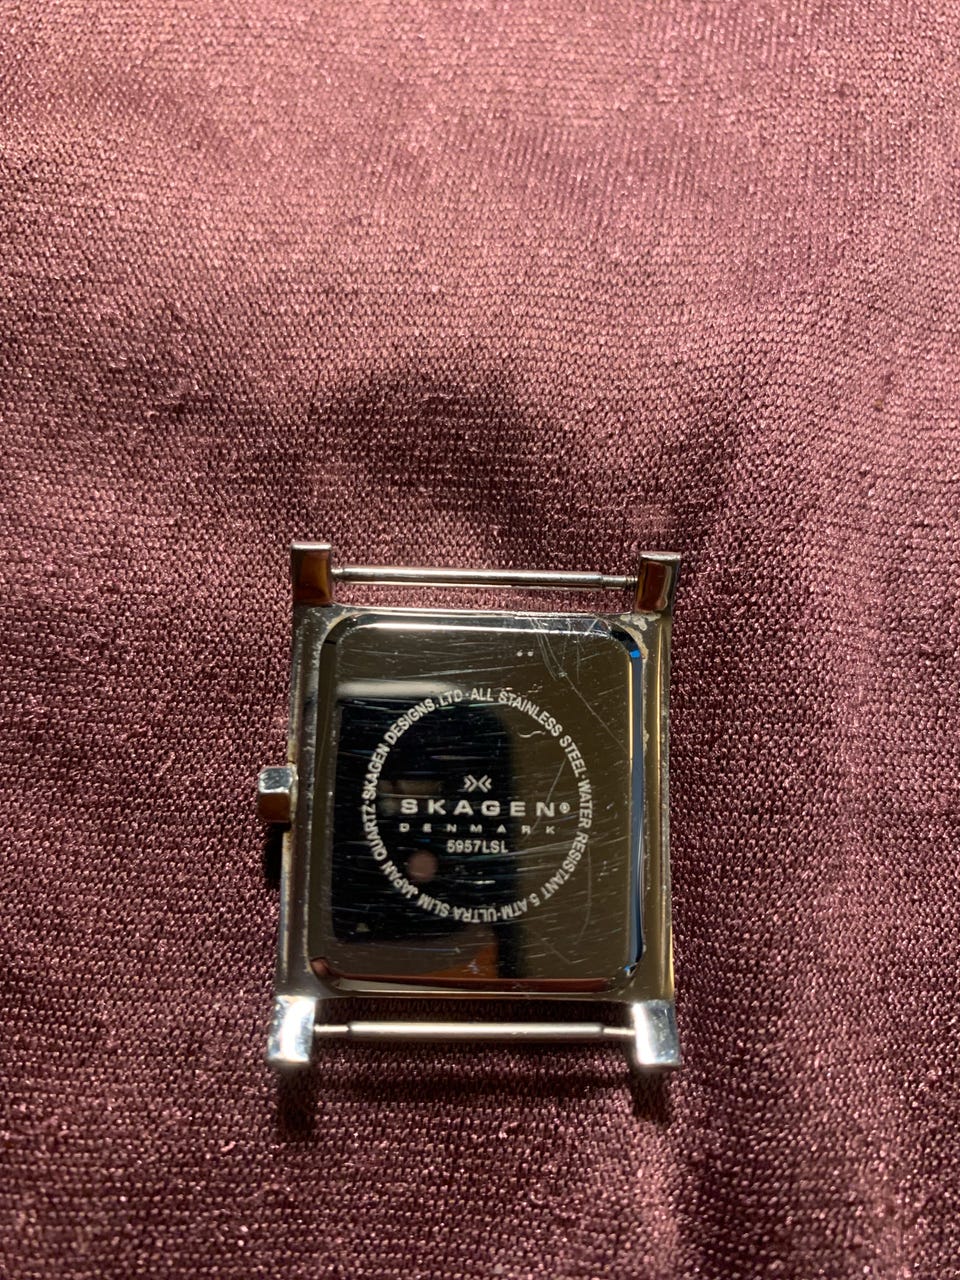 SKAGEN®
DENMARK
5957LSL
SKAGEN DESIGNS, LTD·ALL STAINLESS STEEL·WATER RESISTANT 5 ATM·ULTRA SLIM JAPAN QUARTZ·